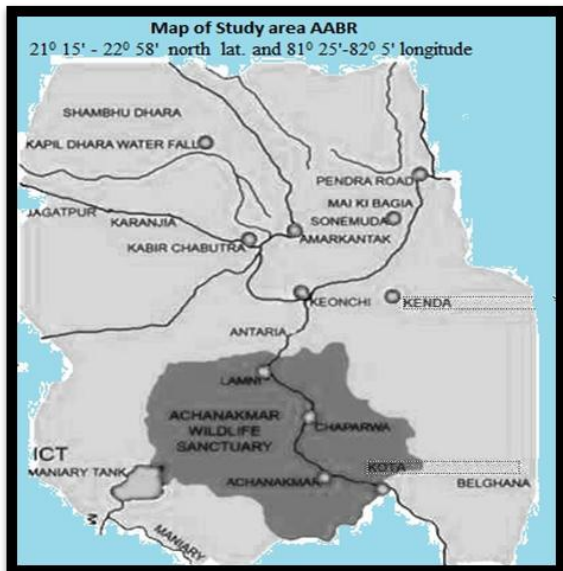 Map of Study area AABR
21⁰ 15' - 22⁰ 58' north lat. and 81⁰ 25'-82⁰ 5' longitude
SHAMBHU DHARA
KAPIL DHARA WATER FALL
PENDRA ROAD
MAI KI BAGIA
JAGATPUR
KARANJIA
SONEMUDA
AMARKANTAK
KABIR CHABUTRA
KEONCHI
KENDA
ANTARIA
LAMNI
ACHANAKMAR
WILDLIFE
SANCTUARY
CHAPARWA
ICT
MANIARY TANK
KOTA
ACHANAKMAR
BELGHANA
M
MANIARY